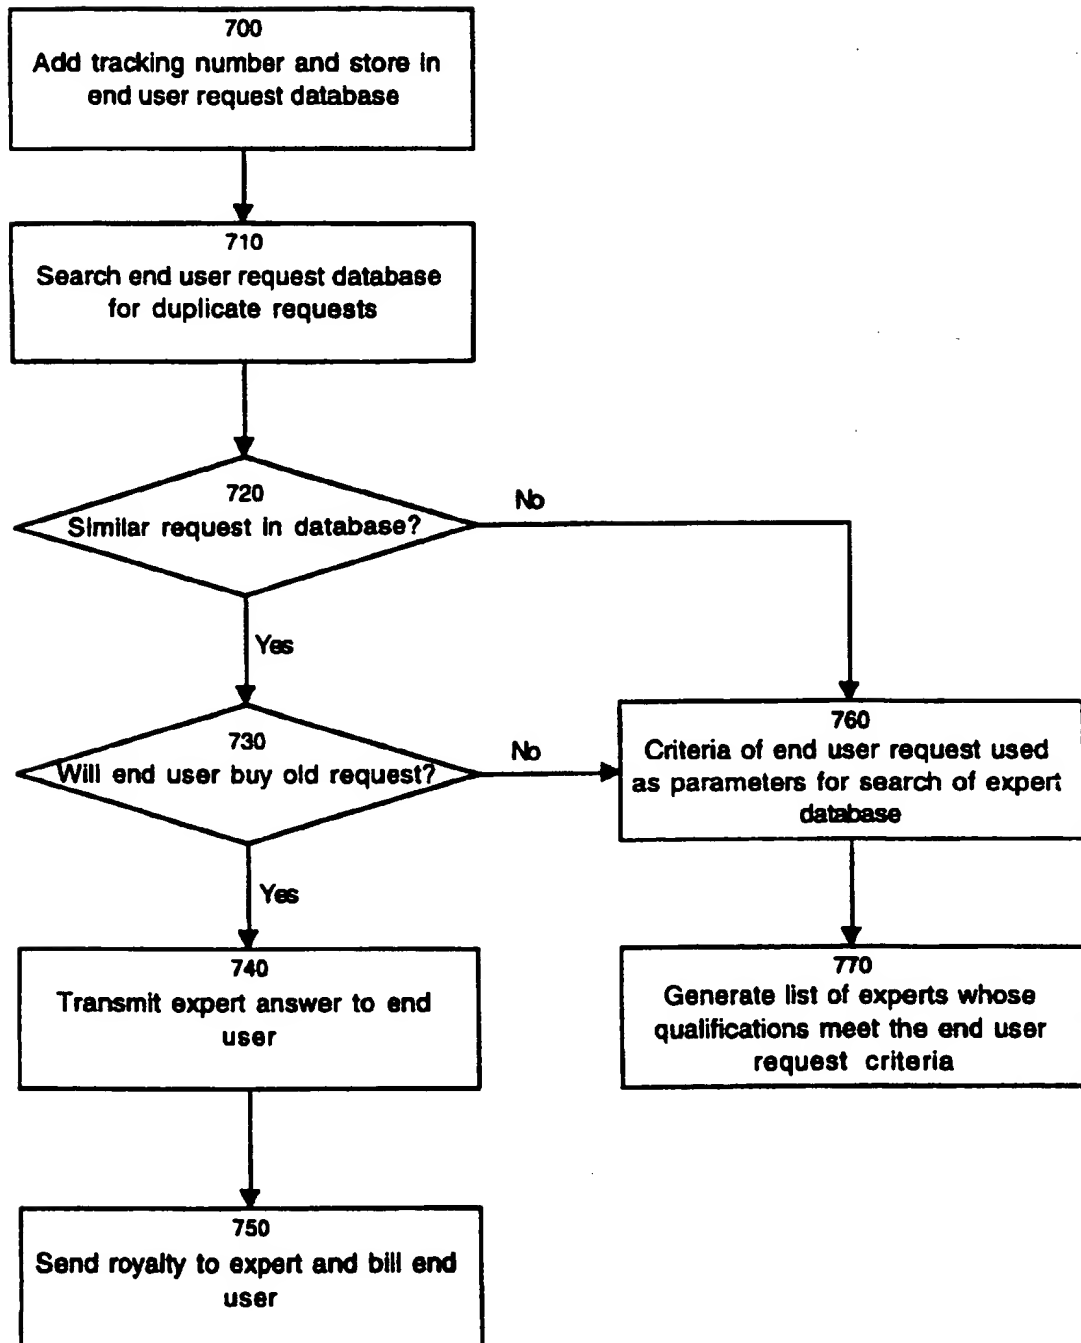 700
Add tracking number and store in
end user request database
710
Search end user request database
for duplicate requests
720
Similar request in database?
No
Yes
730
Will end user buy old request?
No
Yes
760
Criteria of end user request used
as parameters for search of expert
database
740
Transmit expert answer to end
user
770
Generate list of experts whose
qualifications meet the end user
request criteria
750
Send royalty to expert and bill end
user